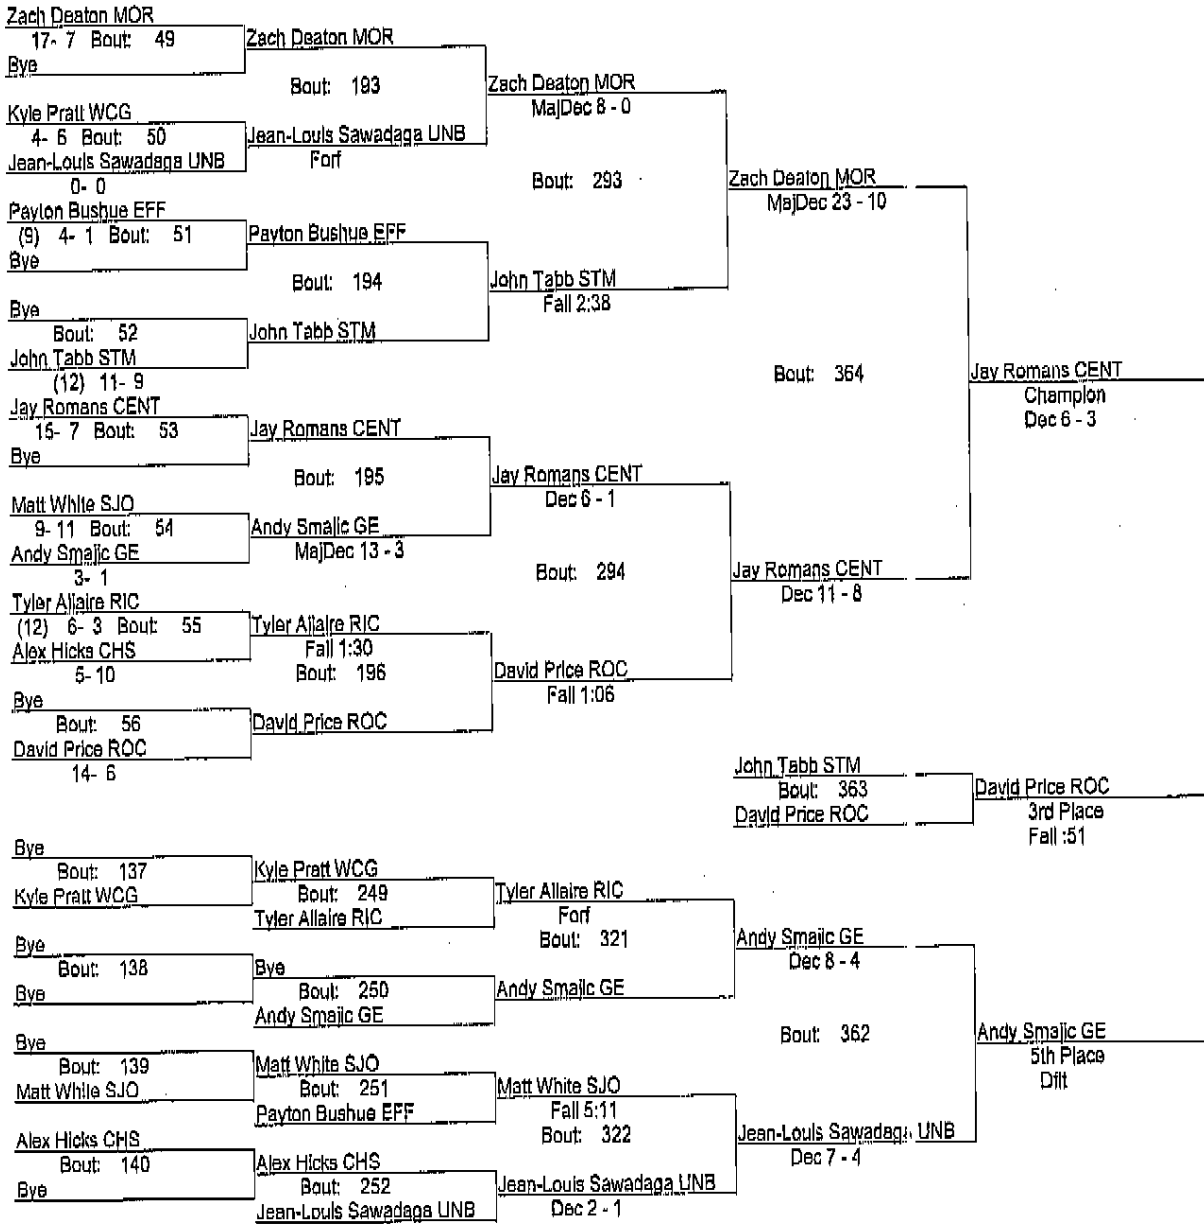 Zach Deaton MOR
17- 7 Bout: 49
Bye
Zach Deaton MOR
Bout: 193
Kyle Pratt WCG
4- 6 Bout: 50
Jean-Louis Sawadaga UNB
0- 0
Jean-Louis Sawadaga UNB
Forf
Zach Deaton MOR
MajDec 8 - 0
Bout: 293
Payton Bushue EFF
(9) 4- 1 Bout: 51
Bye
Payton Bushue EFF
Bout: 194
Bye
Bout: 52
John Tabb STM
(12) 11- 9
John Tabb STM
John Tabb STM
Fall 2:38
Zach Deaton MOR
MajDec 23 - 10
Bout: 364
Jay Romans CENT
15- 7 Bout: 53
Bye
Jay Romans CENT
Bout: 195
Matt White SJO
9- 11 Bout: 54
Andy Smajic GE
3- 1
Andy Smajic GE
MajDec 13 - 3
Jay Romans CENT
Dec 6 - 1
Bout: 294
Tyler Allaire RIC
(12) 6- 3 Bout: 55
Alex Hicks CHS
5- 10
Tyler Allaire RIC
Fall 1:30
Bout: 196
Bye
Bout: 56
David Price ROC
14- 6
David Price ROC
David Price ROC
Fall 1:06
Jay Romans CENT
Dec 11 - 8
Jay Romans CENT
Champion
Dec 6 - 3
John Tabb STM
Bout: 363
David Price ROC
David Price ROC
3rd Place
Fall :51
Bye
Bout: 137
Kyle Pratt WCG
Kyle Pratt WCG
Bout: 249
Tyler Allaire RIC
Tyler Allaire RIC
Forf
Bout: 321
Bye
Bout: 138
Bye
Bye
Bout: 250
Andy Smajic GE
Andy Smajic GE
Andy Smajic GE
Dec 8 - 4
Bout: 362
Bye
Bout: 139
Matt White SJO
Matt White SJO
Bout: 251
Payton Bushue EFF
Matt White SJO
Fall 5:11
Bout: 322
Alex Hicks CHS
Bout: 140
Bye
Alex Hicks CHS
Bout: 252
Jean-Louis Sawadaga UNB
Jean-Louis Sawadaga UNB
Dec 2 - 1
Jean-Louis Sawadaga UNB
Dec 7 - 4
Andy Smajic GE
5th Place
Dflt